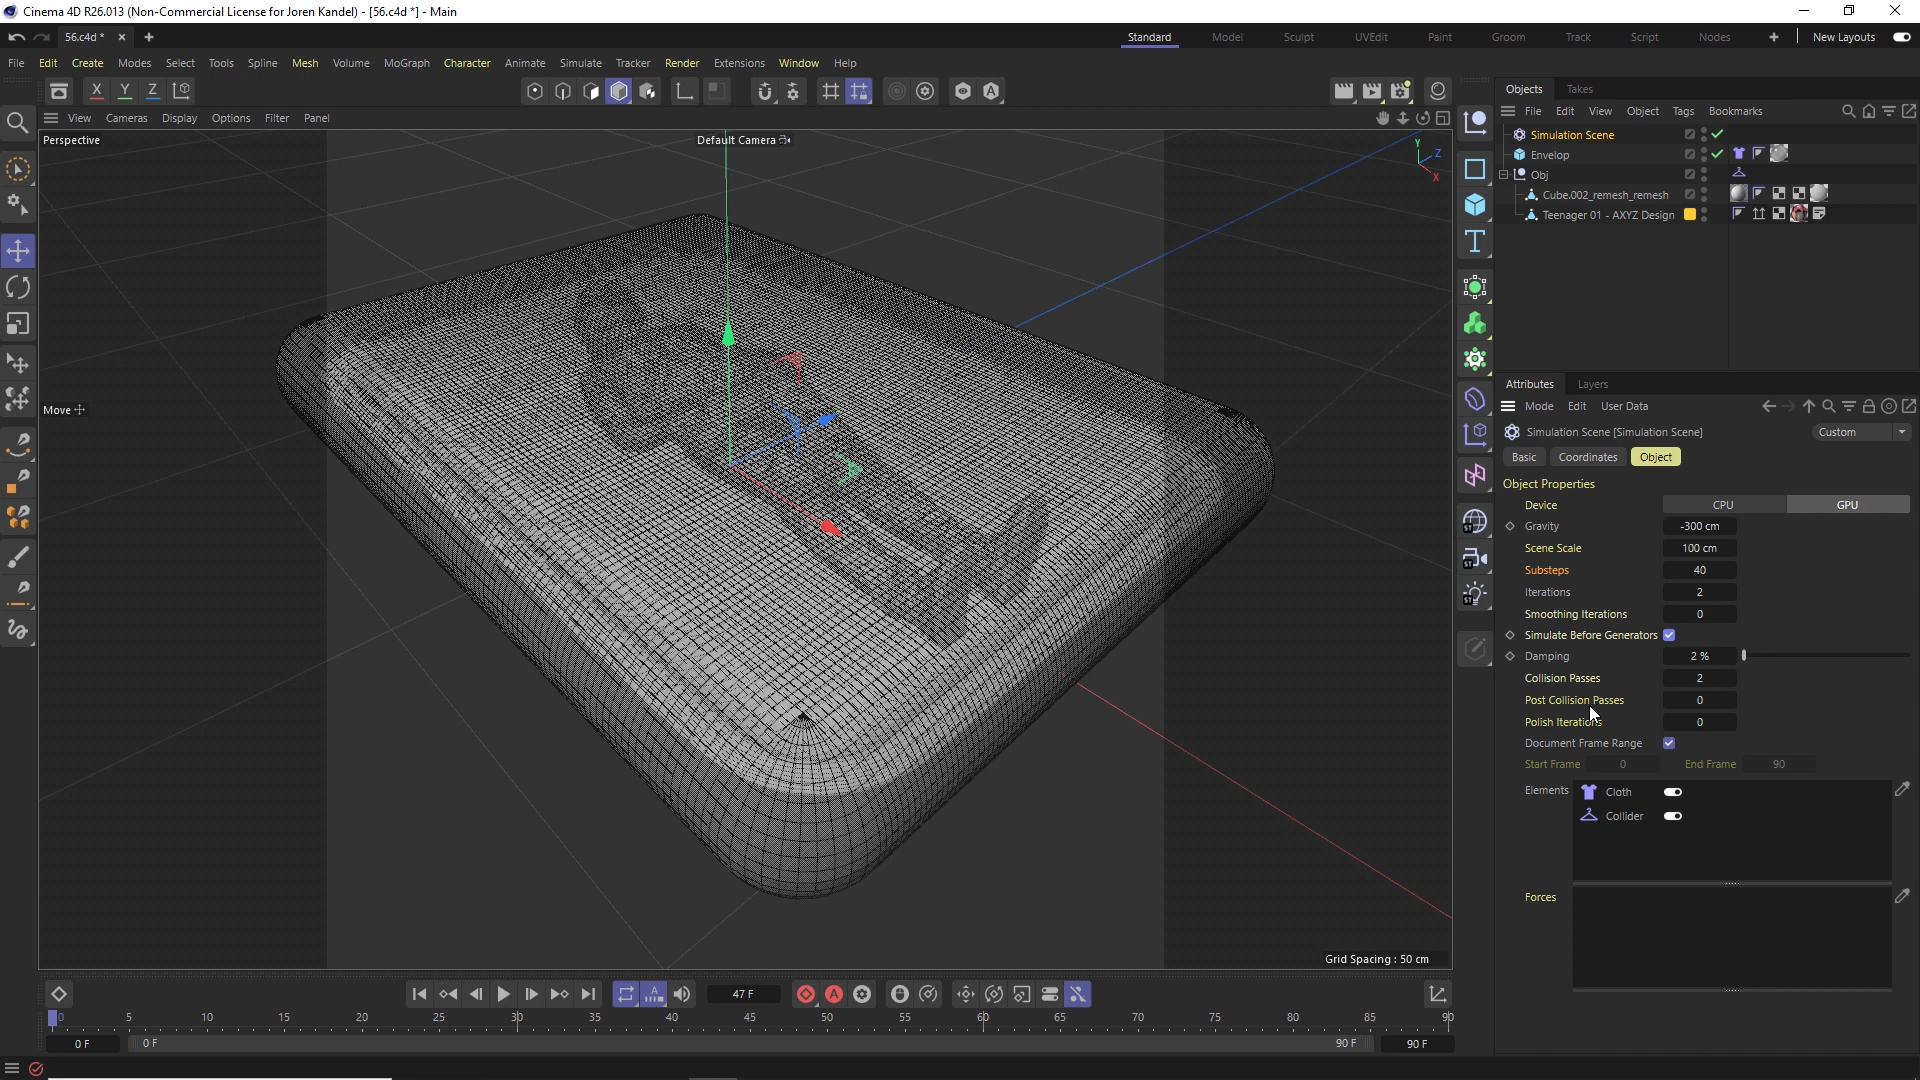 Cinema 4D R26.013 (Non-Commercial License for Joren Kandel) - [56.c4d *] - Main
56.c4d *
Standard Model Sculpt UVEdit Paint Groom Track Script Nodes New Layouts
File Edit Create Modes Select Tools Spline Mesh Volume MoGraph Character Animate Simulate Tracker Render Extensions Window Help
X Y Z
Objects Takes
View Cameras Display Options Filter Panel
File Edit View Object Tags Bookmarks
Perspective
Default Camera
Y
Z
X
Simulation Scene
Envelop
Obj
Cube.002_remesh_remesh
Teenager 01 - AXYZ Design
Move
Attributes Layers
Mode Edit User Data
Simulation Scene [Simulation Scene] Custom
Basic Coordinates Object
Object Properties
Device CPU GPU
Gravity -300 cm
Scene Scale 100 cm
Substeps 40
Iterations 2
Smoothing Iterations 0
Simulate Before Generators
Damping 2 %
Collision Passes 2
Post Collision Passes 0
Polish Iterations 0
Document Frame Range
Start Frame 0 End Frame 90
Elements Cloth
Collider
Forces
Grid Spacing : 50 cm
47 F
0 5 10 15 20 25 30 35 40 45 50 55 60 65 70 75 80 85 90
0 F 0 F 90 F 90 F